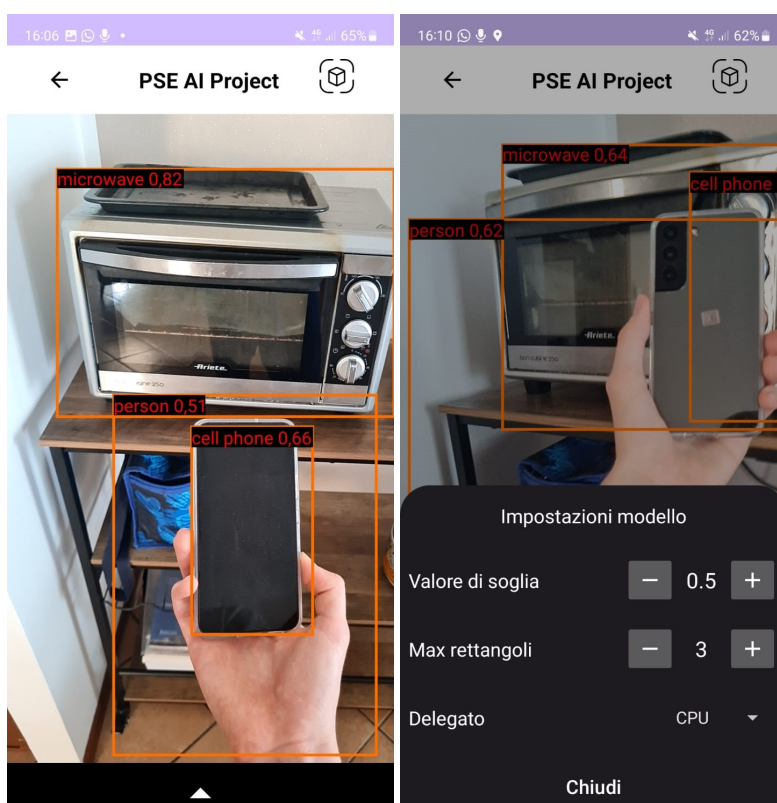 16:06
65%
PSE AI Project
microwave 0,82
-Ariete-
person 0,51
cell phone 0,66
16:10
62%
PSE AI Project
microwave 0,64
cell phone
person 0,62
-Ariete-
Impostazioni modello
Valore di soglia
− 0.5 +
Max rettangoli
− 3 +
Delegato
CPU
Chiudi